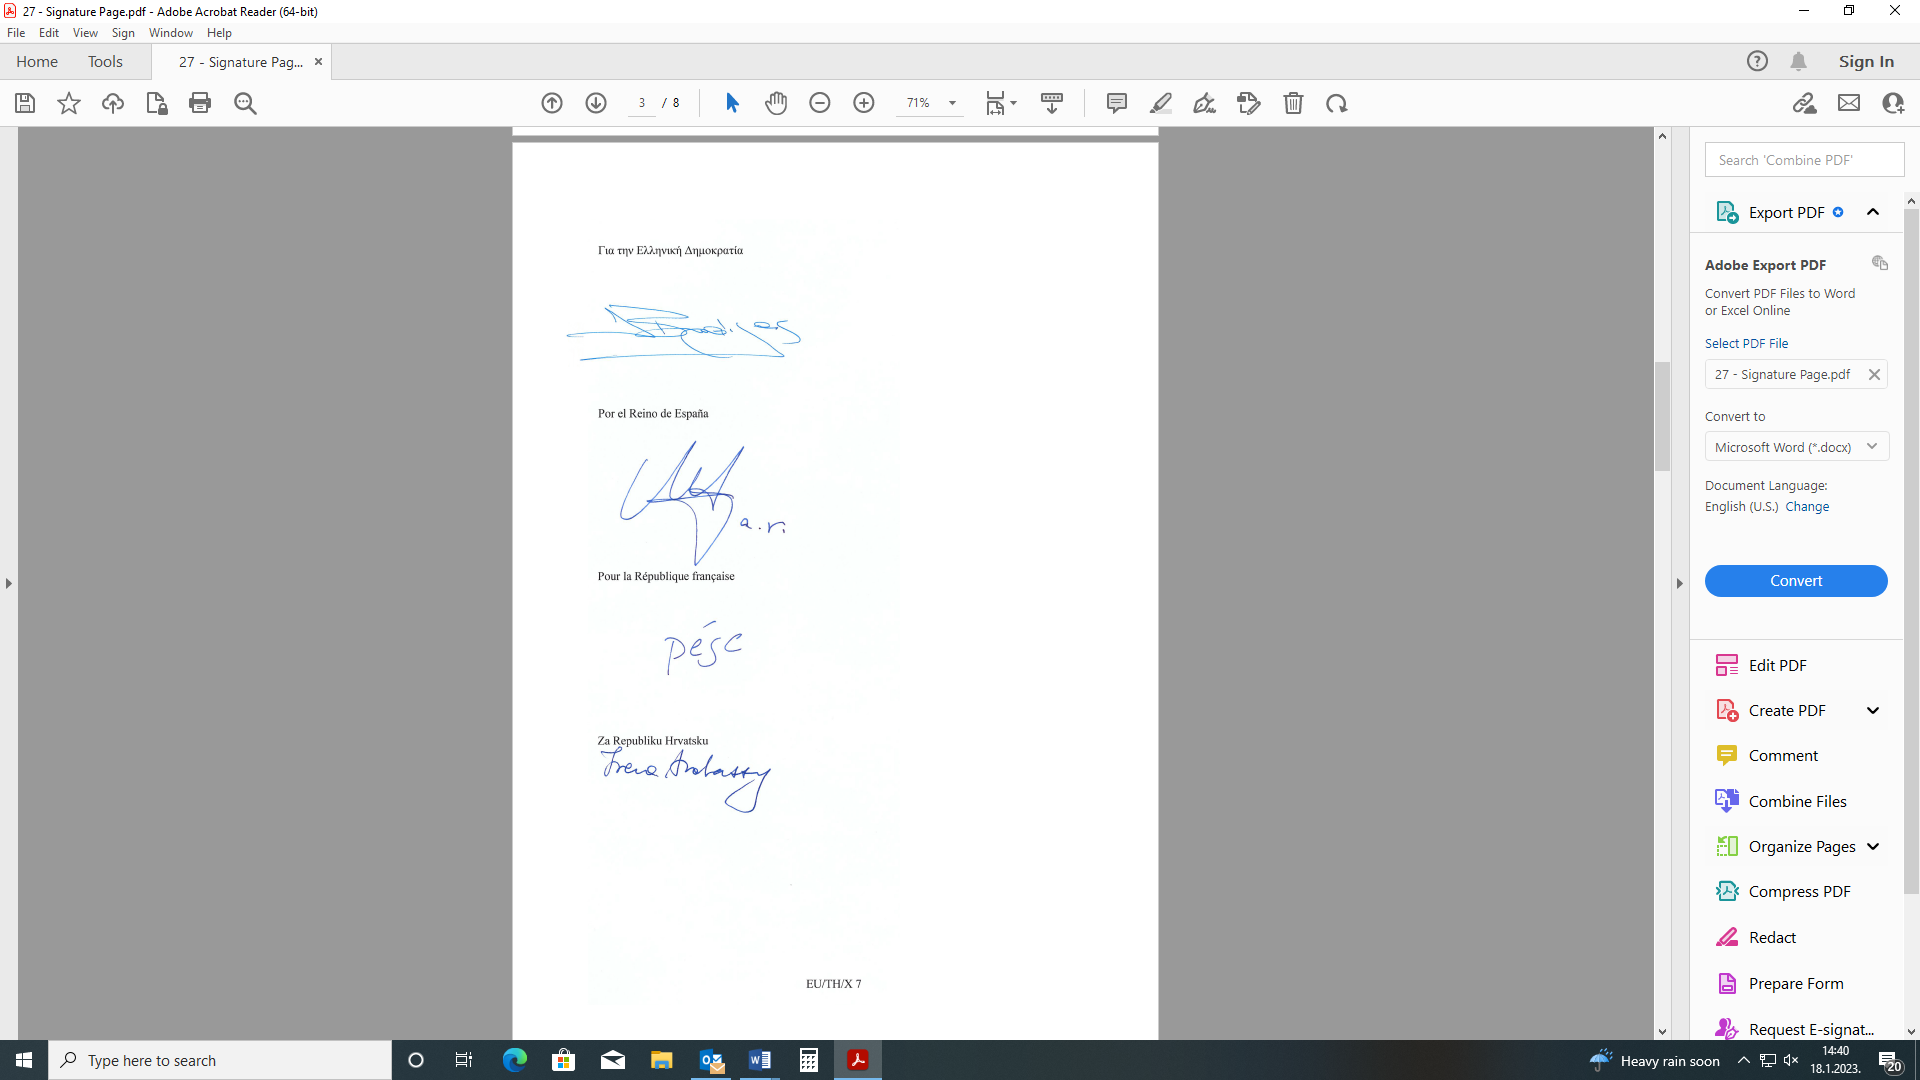 27 - Signature Page.pdf - Adobe Acrobat Reader (64-bit)
File Edit View Sign Window Help
Home Tools 27 - Signature Pag... × Sign In
3 / 8 71%
Search 'Combine PDF'
Export PDF
Adobe Export PDF
Convert PDF Files to Word
or Excel Online
Select PDF File
27 - Signature Page.pdf
Convert to
Microsoft Word (*.docx)
Document Language:
English (U.S.) Change
Convert
Edit PDF
Create PDF
Comment
Combine Files
Organize Pages
Compress PDF
Redact
Prepare Form
Request E-signat...
Για την Ελληνική Δημοκρατία
Por el Reino de España
a.r.
Pour la République française
PÉSC
Za Republiku Hrvatsku
Irena Andrassy
EU/TH/X 7
Type here to search
Heavy rain soon
14:40
18.1.2023.
20